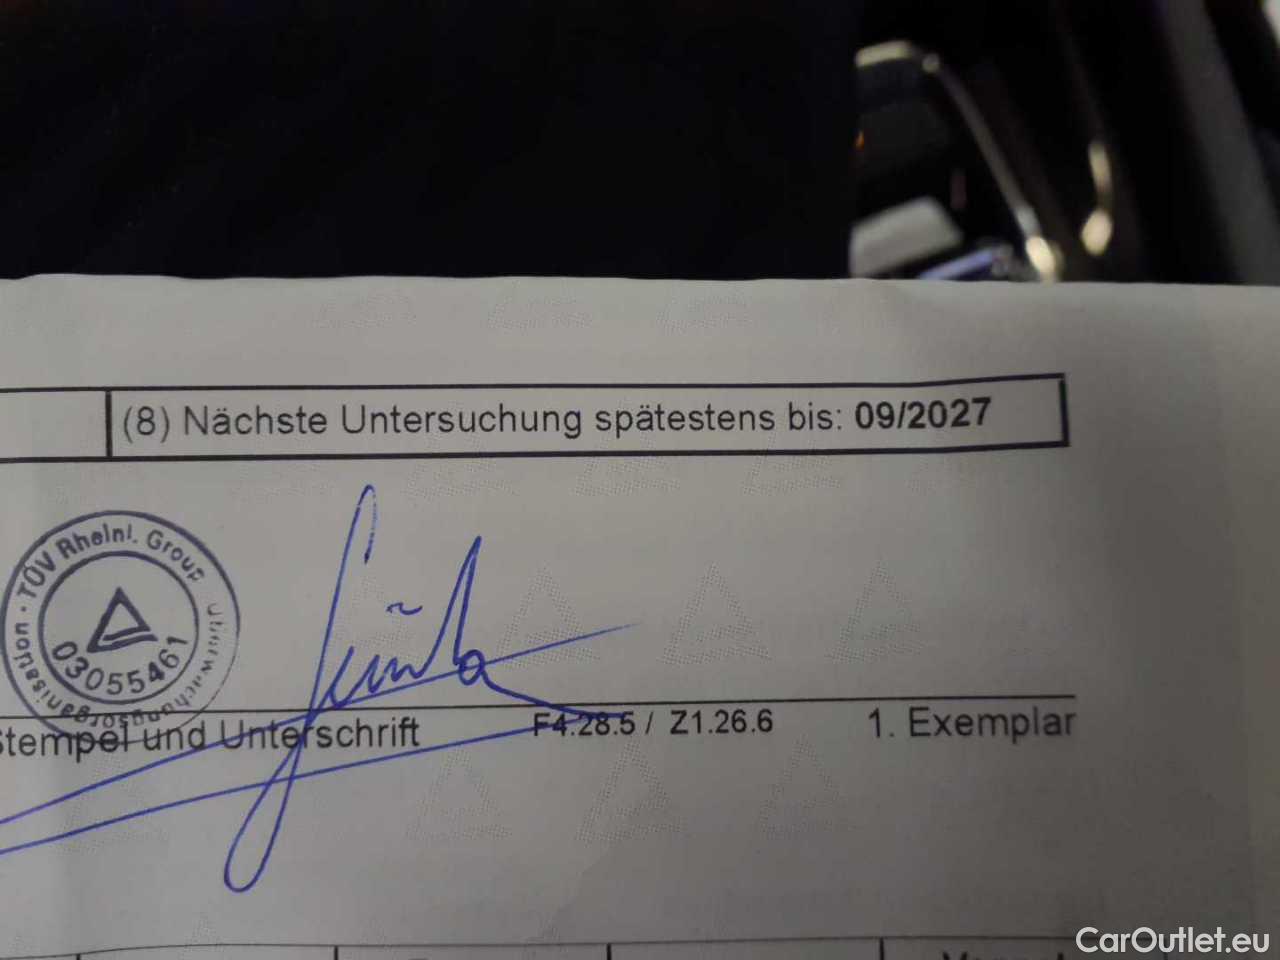 (8) Nächste Untersuchung spätestens bis: 09/2027
TÜV Rheinl. Group
Überwachungsorganisation
03055461
Stempel und Unterschrift F4.28.5 / Z1.26.6 1. Exemplar
CarOutlet.eu